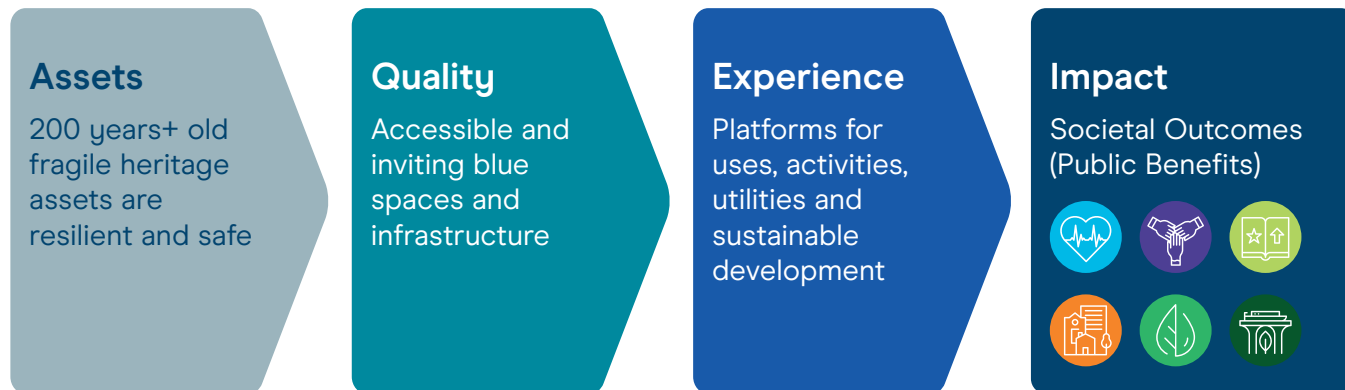 Assets
200 years+ old
fragile heritage
assets are
resilient and safe
Quality
Accessible and
inviting blue
spaces and
infrastructure
Experience
Platforms for
uses, activities,
utilities and
sustainable
development
Impact
Societal Outcomes
(Public Benefits)